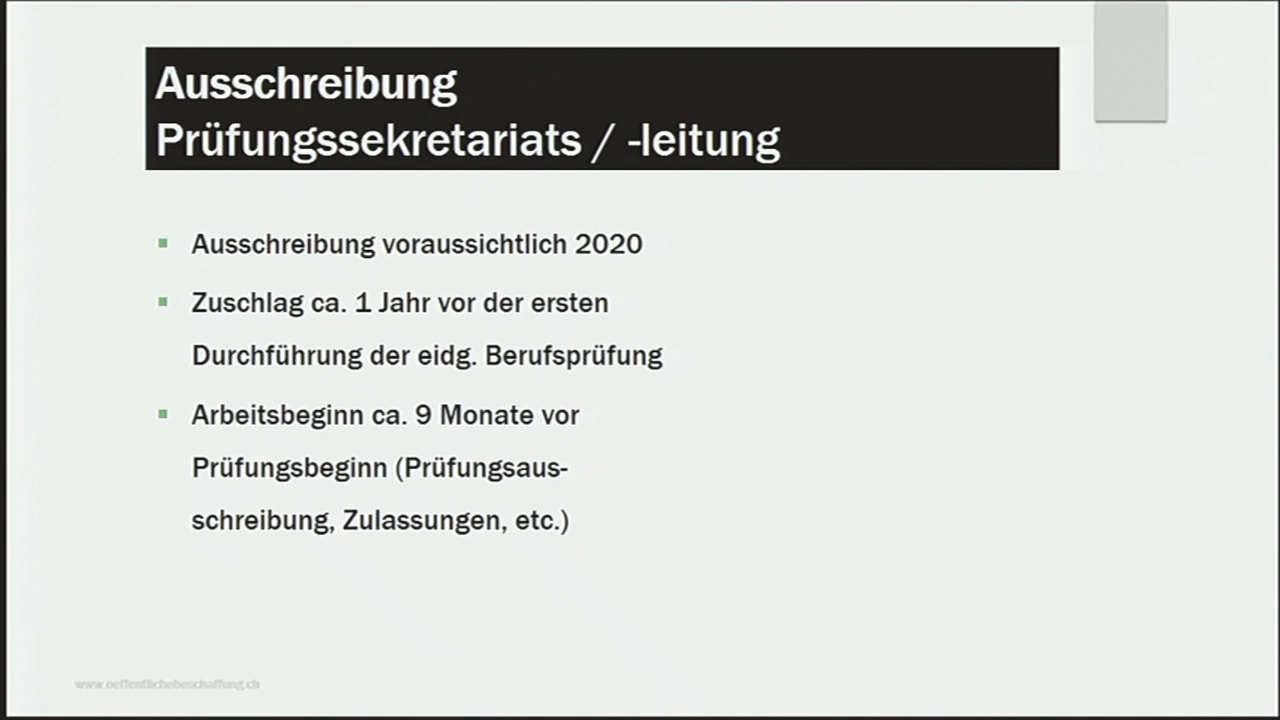 Ausschreibung
Prüfungssekretariats / -leitung
Ausschreibung voraussichtlich 2020
Zuschlag ca. 1 Jahr vor der ersten
Durchführung der eidg. Berufsprüfung
Arbeitsbeginn ca. 9 Monate vor
Prüfungsbeginn (Prüfungsaus-
schreibung, Zulassungen, etc.)
www.oeffentlichebeschaffung.ch